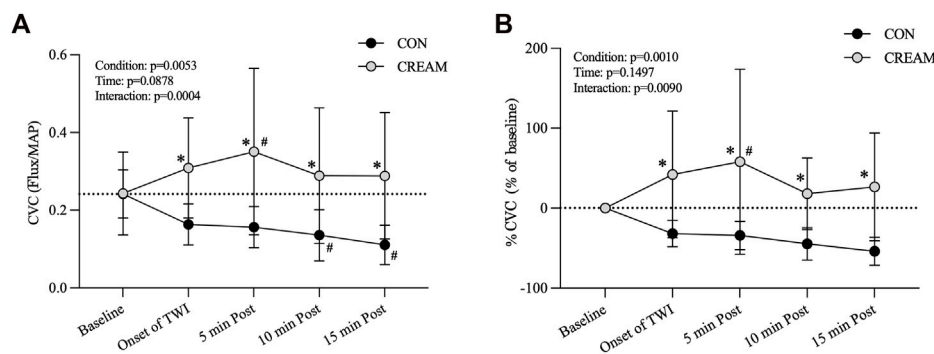 A
CON
CREAM
Condition: p=0.0053
Time: p=0.0878
Interaction: p=0.0004
CVC (Flux/MAP)
0.6
0.4
0.2
0.0
* * # * *
# #
Baseline
Onset of TWI
5 min Post
10 min Post
15 min Post
B
CON
CREAM
Condition: p=0.0010
Time: p=0.1497
Interaction: p=0.0090
% CVC (% of baseline)
200
100
0
-100
* * # * *
Baseline
Onset of TWI
5 min Post
10 min Post
15 min Post